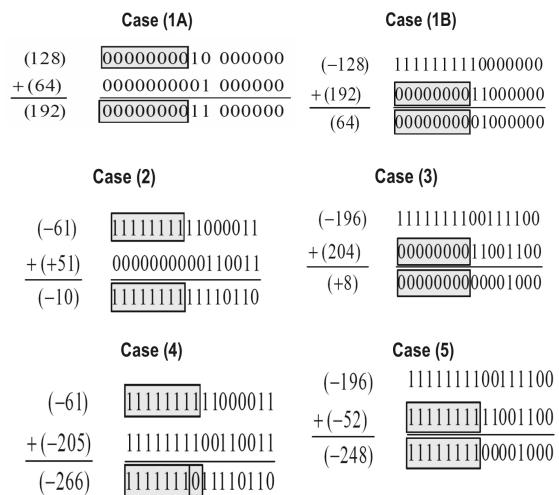 Case (1A)
(128) 0000000010 000000
+(64) 0000000001 000000
(192) 0000000011 000000
Case (1B)
(−128) 1111111110000000
+(192) 0000000011000000
(64) 0000000001000000
Case (2)
(−61) 1111111111000011
+(+51) 0000000000110011
(−10) 1111111111110110
Case (3)
(−196) 1111111100111100
+(204) 0000000011001100
(+8) 0000000000001000
Case (4)
(−61) 1111111111000011
+(−205) 1111111100110011
(−266) 1111111011110110
Case (5)
(−196) 1111111100111100
+(−52) 1111111111001100
(−248) 1111111100001000